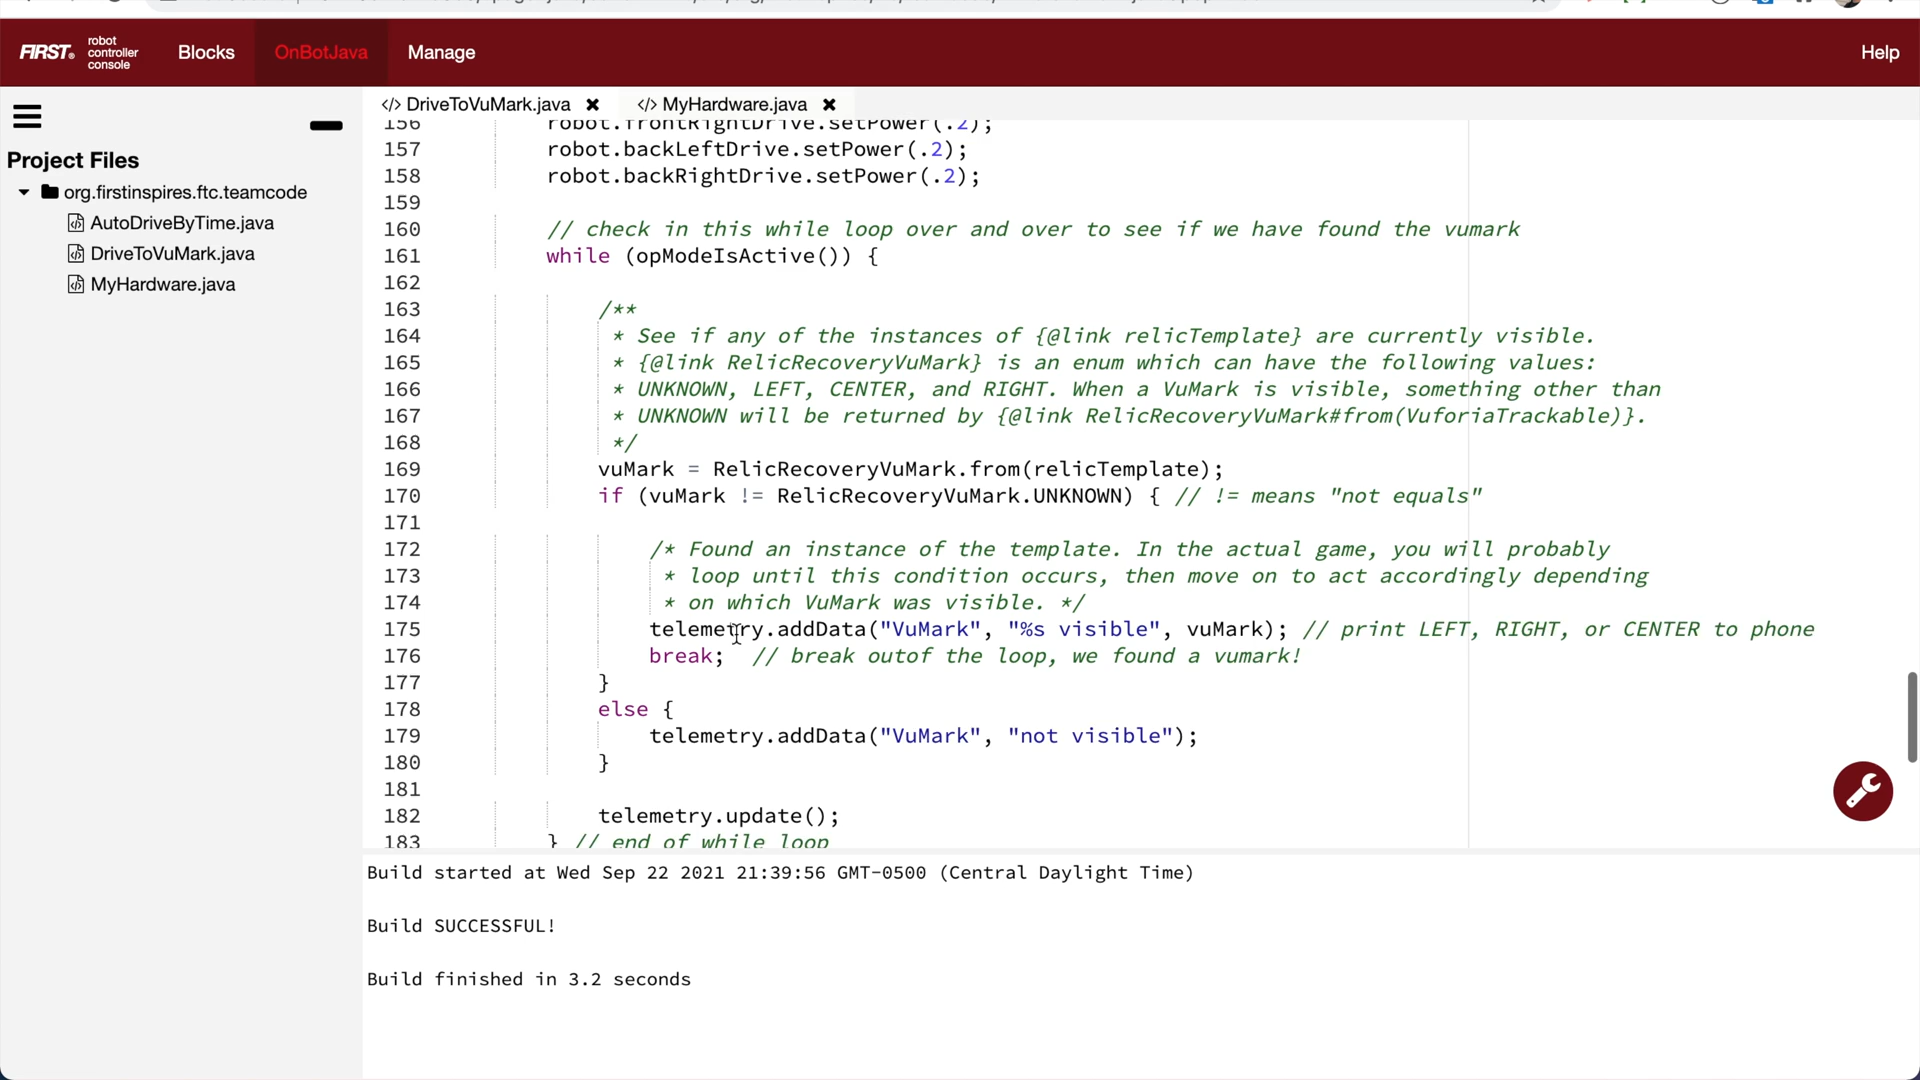 FIRST® robot controller console
Blocks
OnBotJava
Manage
Help
Project Files
org.firstinspires.ftc.teamcode
AutoDriveByTime.java
DriveToVuMark.java
MyHardware.java
</> DriveToVuMark.java ✖ </> MyHardware.java ✖
156 robot.frontRightDrive.setPower(.2);
157 robot.backLeftDrive.setPower(.2);
158 robot.backRightDrive.setPower(.2);
159
160 // check in this while loop over and over to see if we have found the vumark
161 while (opModeIsActive()) {
162
163 /**
164 * See if any of the instances of {@link relicTemplate} are currently visible.
165 * {@link RelicRecoveryVuMark} is an enum which can have the following values:
166 * UNKNOWN, LEFT, CENTER, and RIGHT. When a VuMark is visible, something other than
167 * UNKNOWN will be returned by {@link RelicRecoveryVuMark#from(VuforiaTrackable)}.
168 */
169 vuMark = RelicRecoveryVuMark.from(relicTemplate);
170 if (vuMark != RelicRecoveryVuMark.UNKNOWN) { // != means "not equals"
171
172 /* Found an instance of the template. In the actual game, you will probably
173 * loop until this condition occurs, then move on to act accordingly depending
174 * on which VuMark was visible. */
175 telemetry.addData("VuMark", "%s visible", vuMark); // print LEFT, RIGHT, or CENTER to phone
176 break; // break outof the loop, we found a vumark!
177 }
178 else {
179 telemetry.addData("VuMark", "not visible");
180 }
181
182 telemetry.update();
183 } // end of while loop
Build started at Wed Sep 22 2021 21:39:56 GMT-0500 (Central Daylight Time)
Build SUCCESSFUL!
Build finished in 3.2 seconds